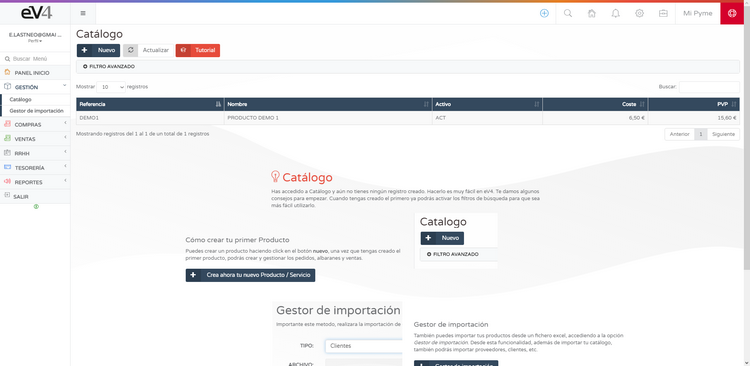 eV4
Mi Pyme
E.LASTNEO@GMAI ...
Perfil
Buscar Menú
PANEL INICIO
GESTIÓN
Catálogo
Gestor de importación
COMPRAS
VENTAS
RRHH
TESORERÍA
REPORTES
SALIR
Catálogo
Nuevo
Actualizar
Tutorial
FILTRO AVANZADO
Mostrar 10 registros
Buscar:
Referencia Nombre Activo Coste PVP
DEMO1 PRODUCTO DEMO 1 ACT 6,50 € 15,60 €
Mostrando registros del 1 al 1 de un total de 1 registros
Anterior 1 Siguiente
Catálogo
Has accedido a Catálogo y aún no tienes ningún registro creado. Hacerlo es muy fácil en eV4. Te damos algunos
consejos para empezar. Cuando tengas creado el primero ya podrás activar los filtros de búsqueda para que sea
más fácil utilizarlo.
Catalogo
Nuevo
FILTRO AVANZADO
Cómo crear tu primer Producto
Puedes crear un producto haciendo click en el botón nuevo, una vez que tengas creado el
primer producto, podrás crear y gestionar los pedidos, albaranes y ventas.
Crea ahora tu nuevo Producto / Servicio
Gestor de importación
Importante este metodo, realizara la importación de
TIPO: Clientes
ARCHIVO:
Gestor de importación
También puedes importar tus productos desde un fichero excel, accediendo a la opción
Gestor de importación. Desde esta funcionalidad, además de importar tu catálogo,
también podrás importar proveedores, clientes, etc.
Gestor de importación